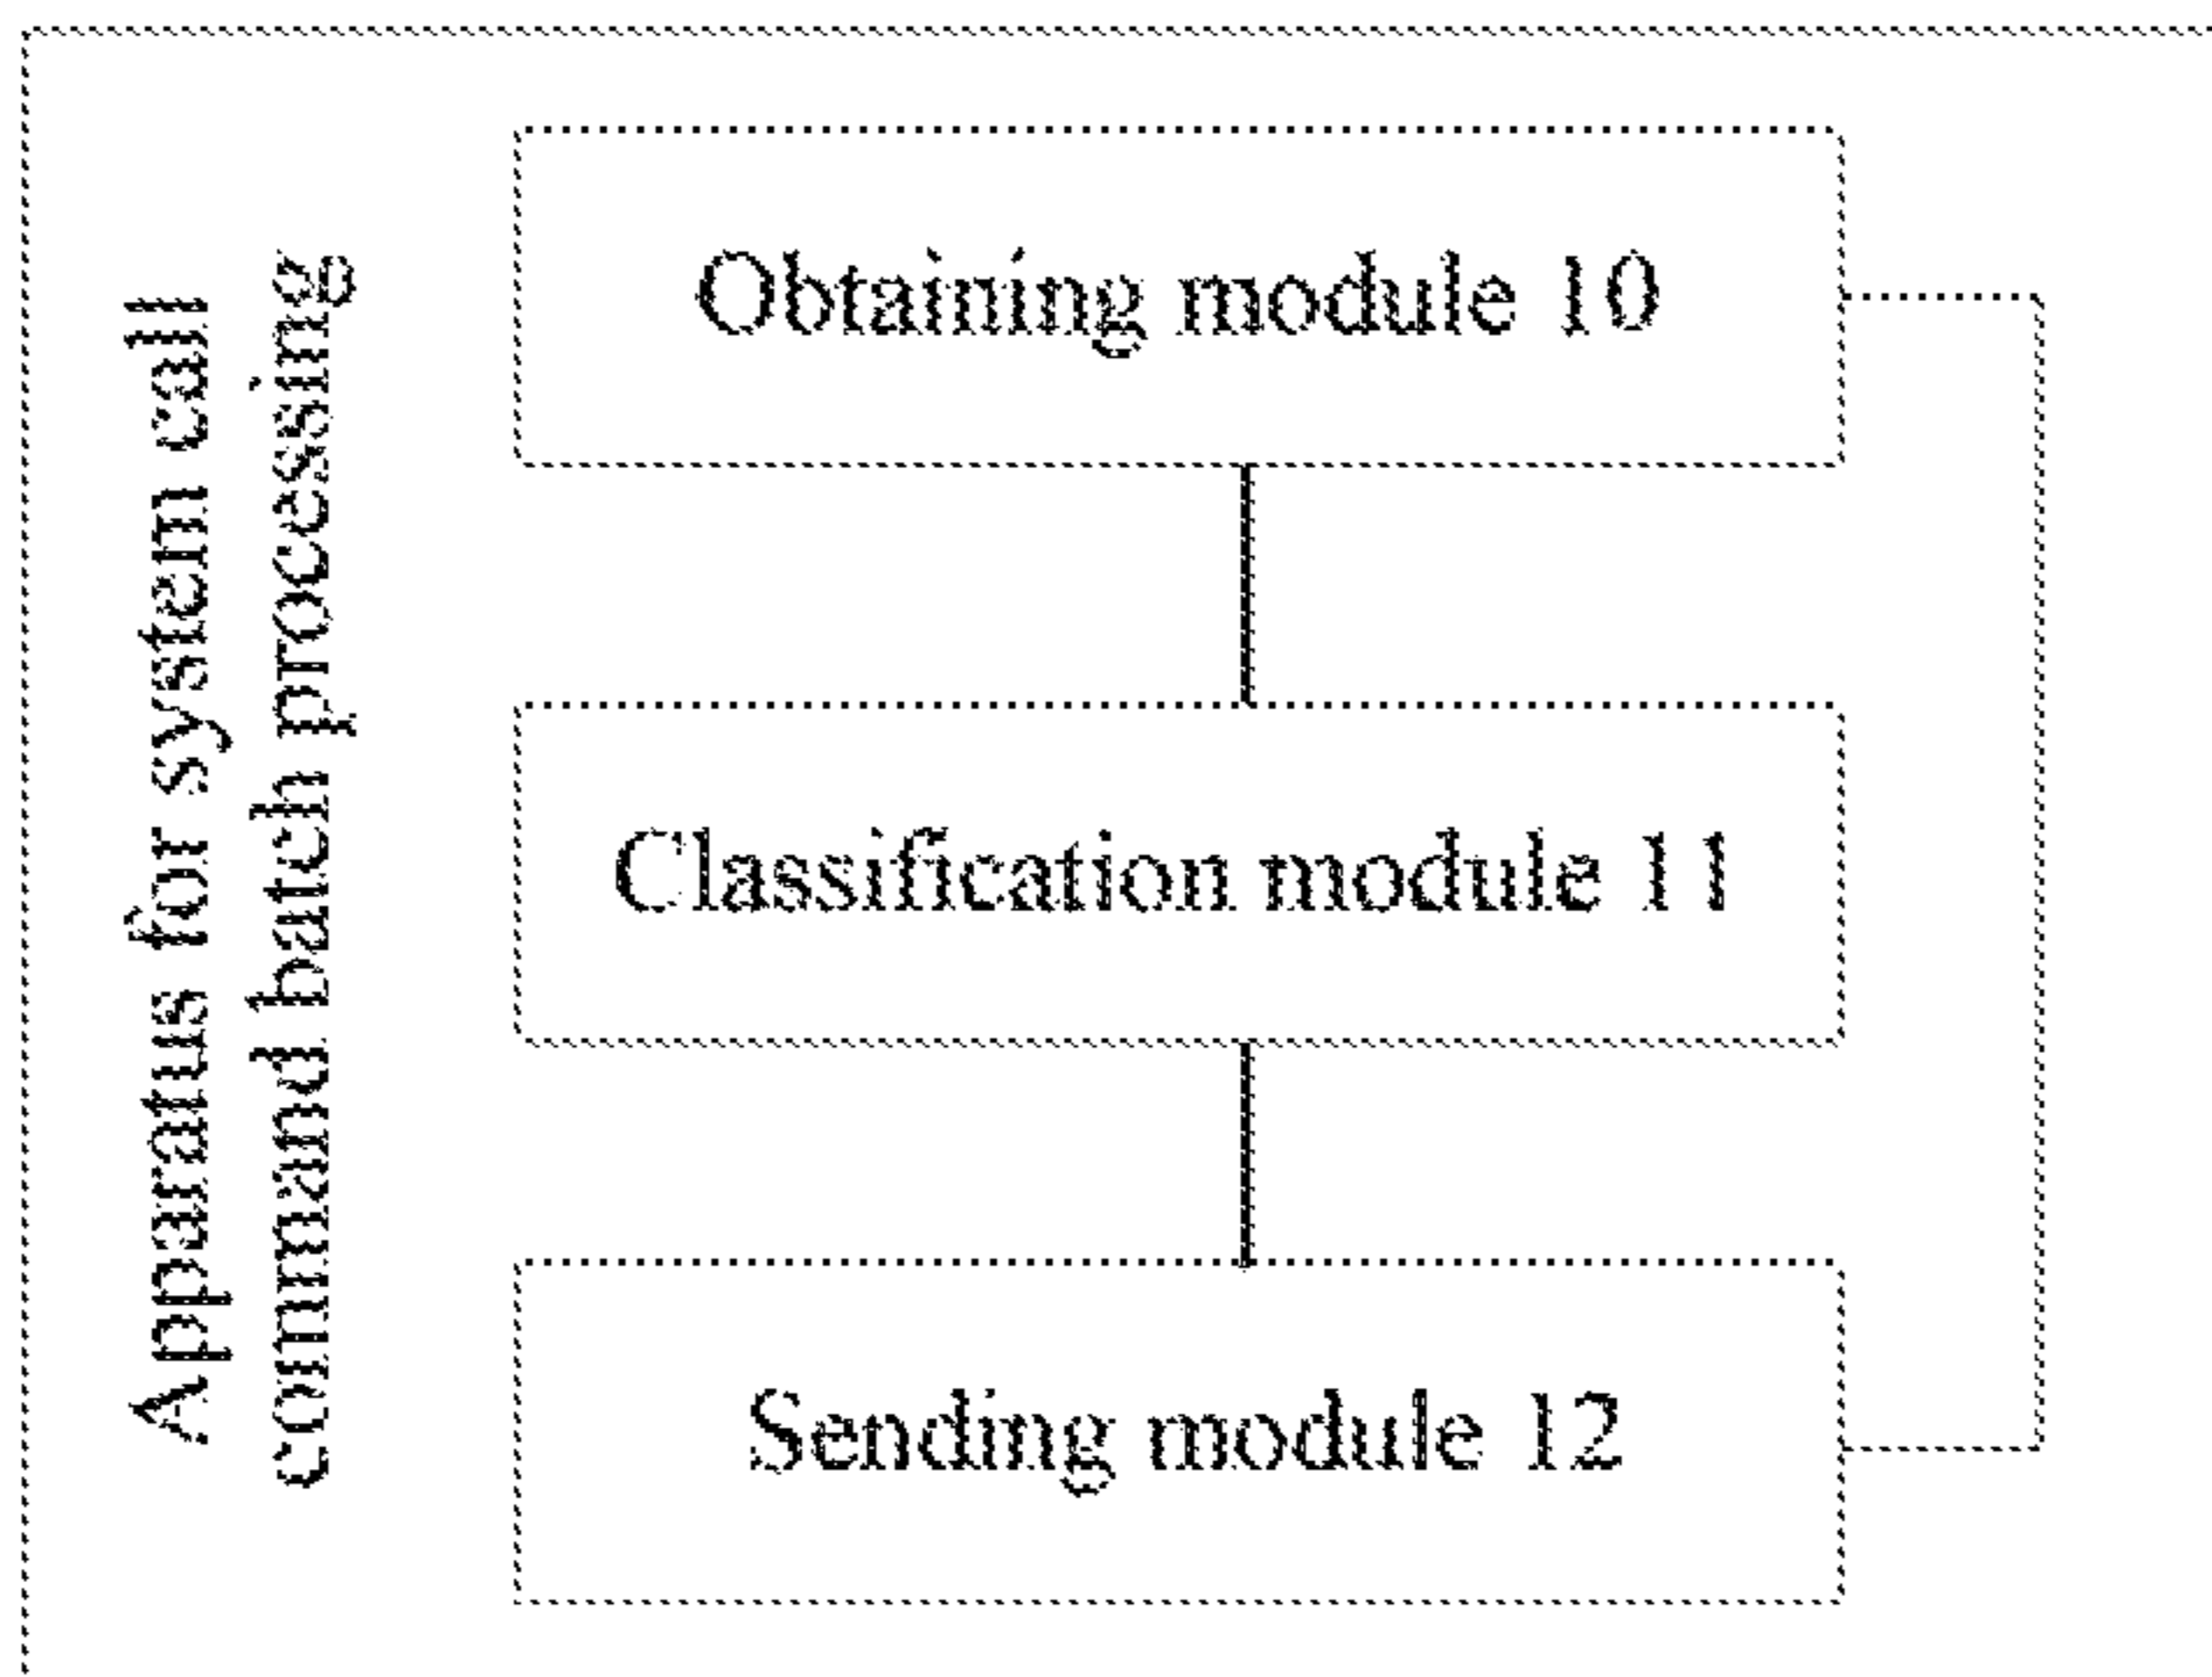 Apparatus for system call
command batch processing
Obtaining module 10
Classification module 11
Sending module 12